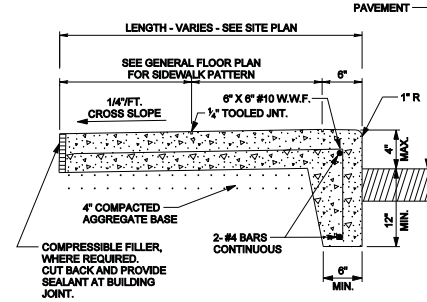 PAVEMENT
LENGTH - VARIES - SEE SITE PLAN
SEE GENERAL FLOOR PLAN
FOR SIDEWALK PATTERN
6"
1/4"/FT.
CROSS SLOPE
6" X 6" #10 W.W.F.
1" R
¼" TOOLED JNT.
4"
MAX.
4" COMPACTED
AGGREGATE BASE
12"
MIN.
COMPRESSIBLE FILLER,
WHERE REQUIRED.
CUT BACK AND PROVIDE
SEALANT AT BUILDING
JOINT.
2- #4 BARS
CONTINUOUS
6"
MIN.